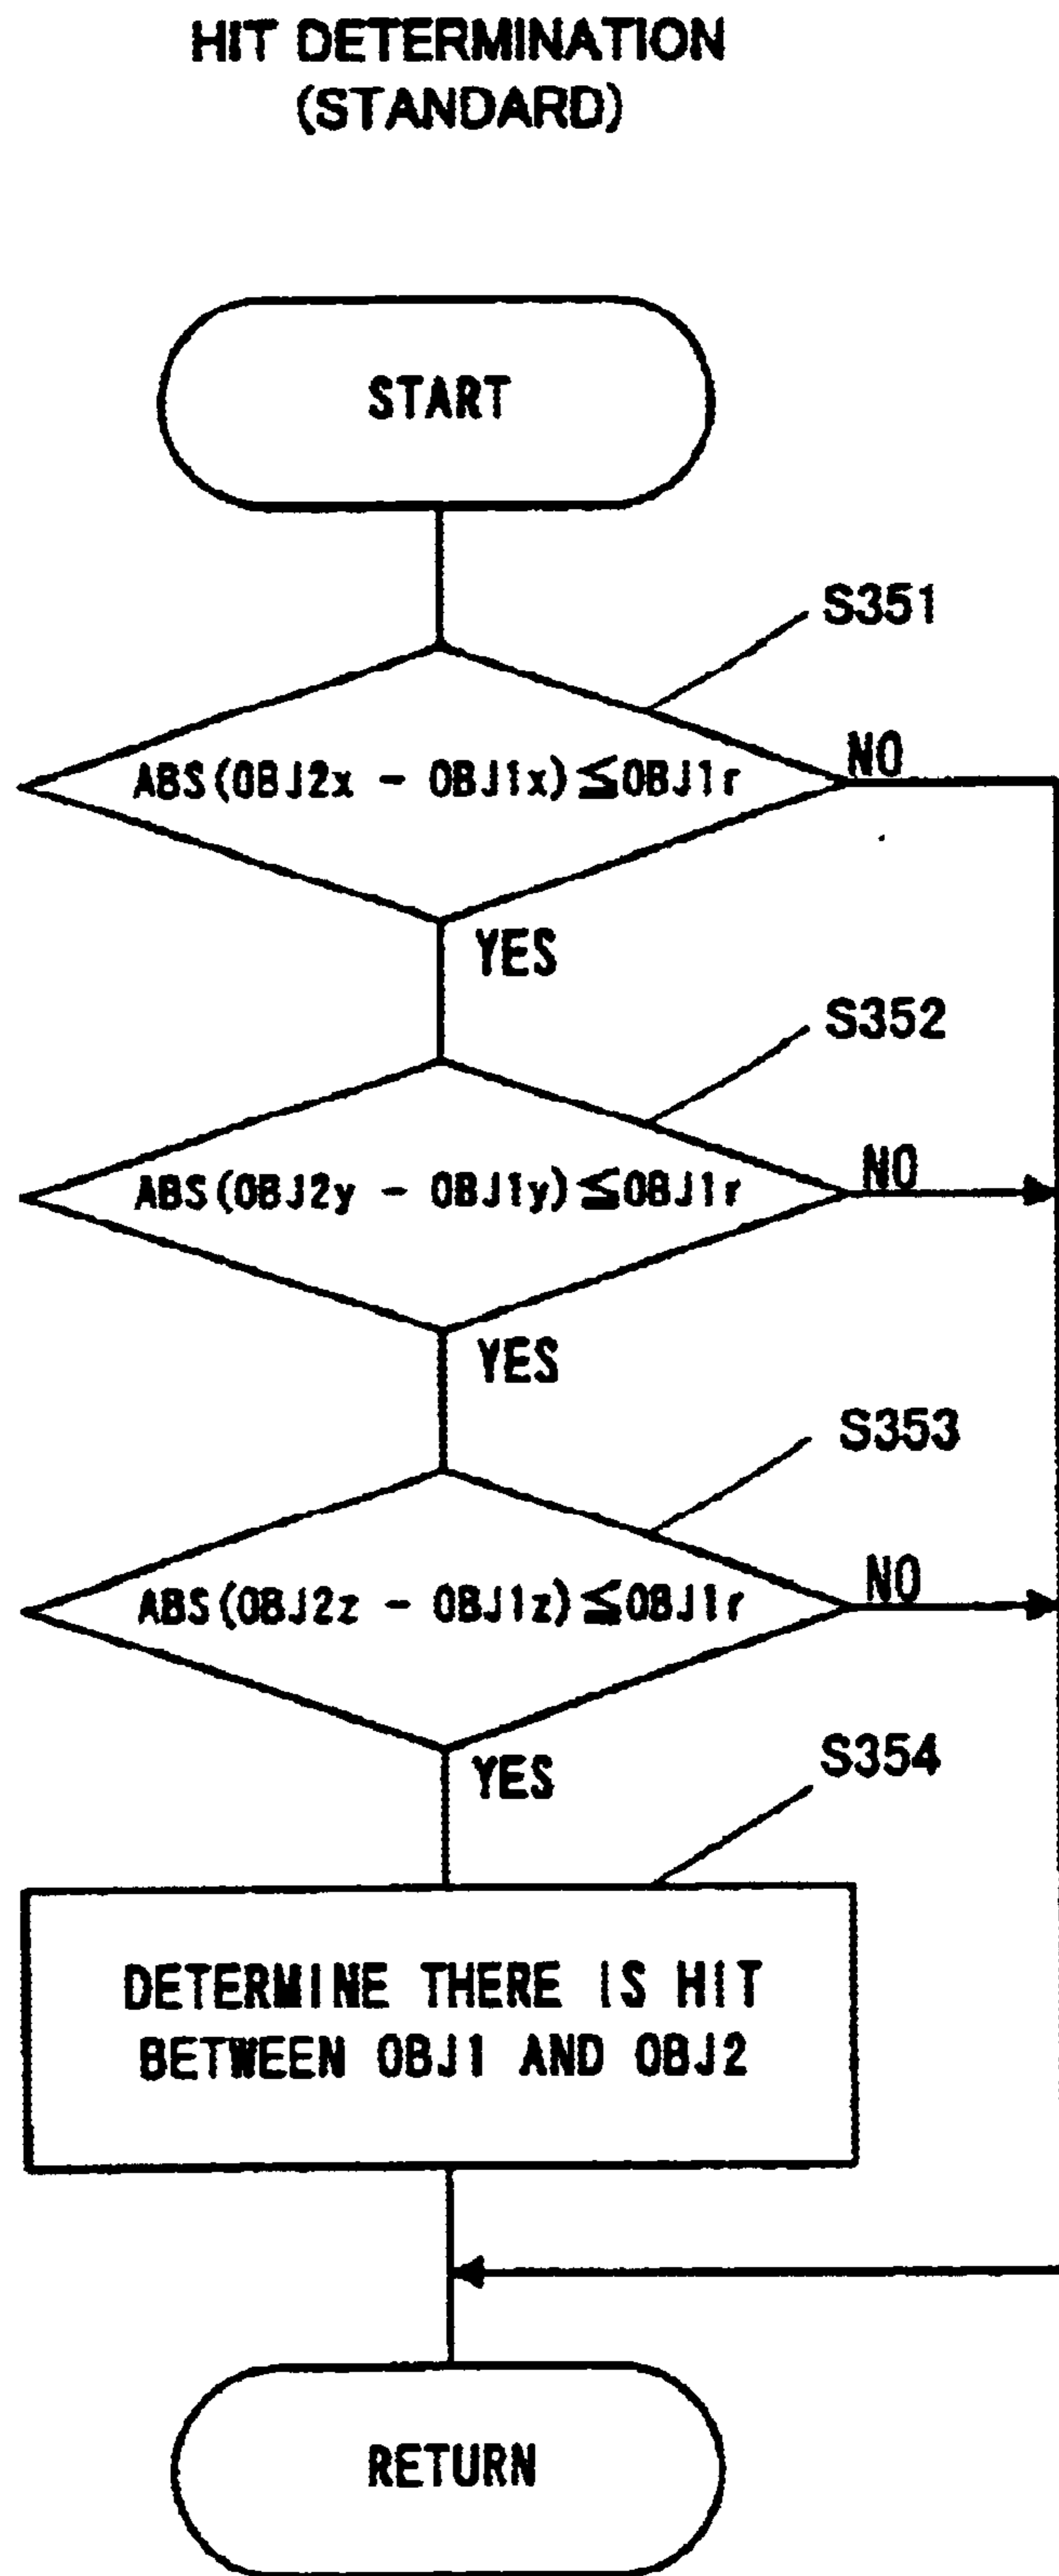 HIT DETERMINATION
(STANDARD)
START
S351
ABS(OBJ2x - OBJ1x)≦OBJ1r
NO
YES
S352
ABS(OBJ2y - OBJ1y)≦OBJ1r
NO
YES
S353
ABS(OBJ2z - OBJ1z)≦OBJ1r
NO
YES
S354
DETERMINE THERE IS HIT
BETWEEN OBJ1 AND OBJ2
RETURN